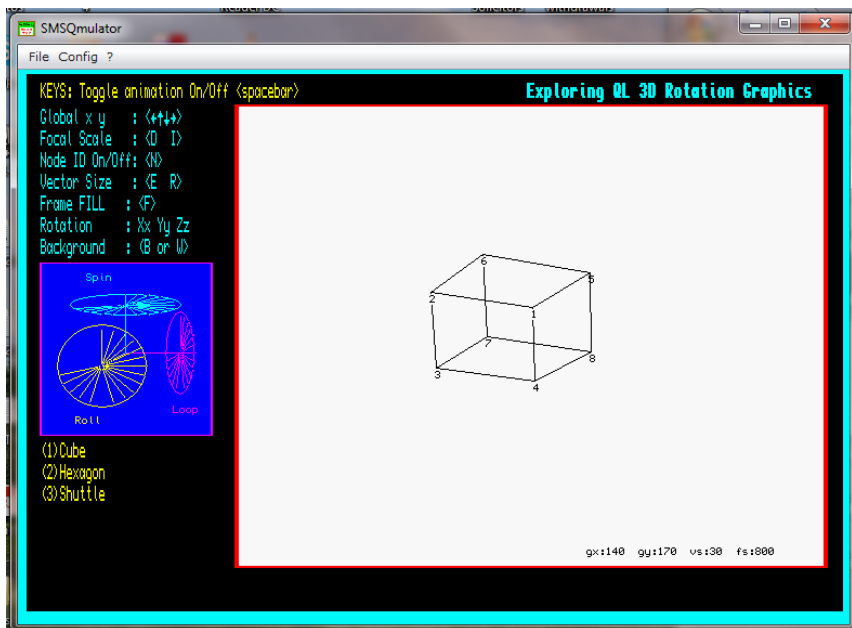 SMSQmulator
File Config ?
KEYS: Toggle animation On/Off <spacebar>
Exploring QL 3D Rotation Graphics
Global x y : <←↑↓→>
Focal Scale : <O I>
Node ID On/Off: <N>
Vector Size : <E R>
Frame FILL : <F>
Rotation : Xx Yy Zz
Background : <B or W>
Spin
Loop
Roll
(1)Cube
(2)Hexagon
(3)Shuttle
6
5
2
1
7
8
3
4
gx:140 gy:170 vs:30 fs:800